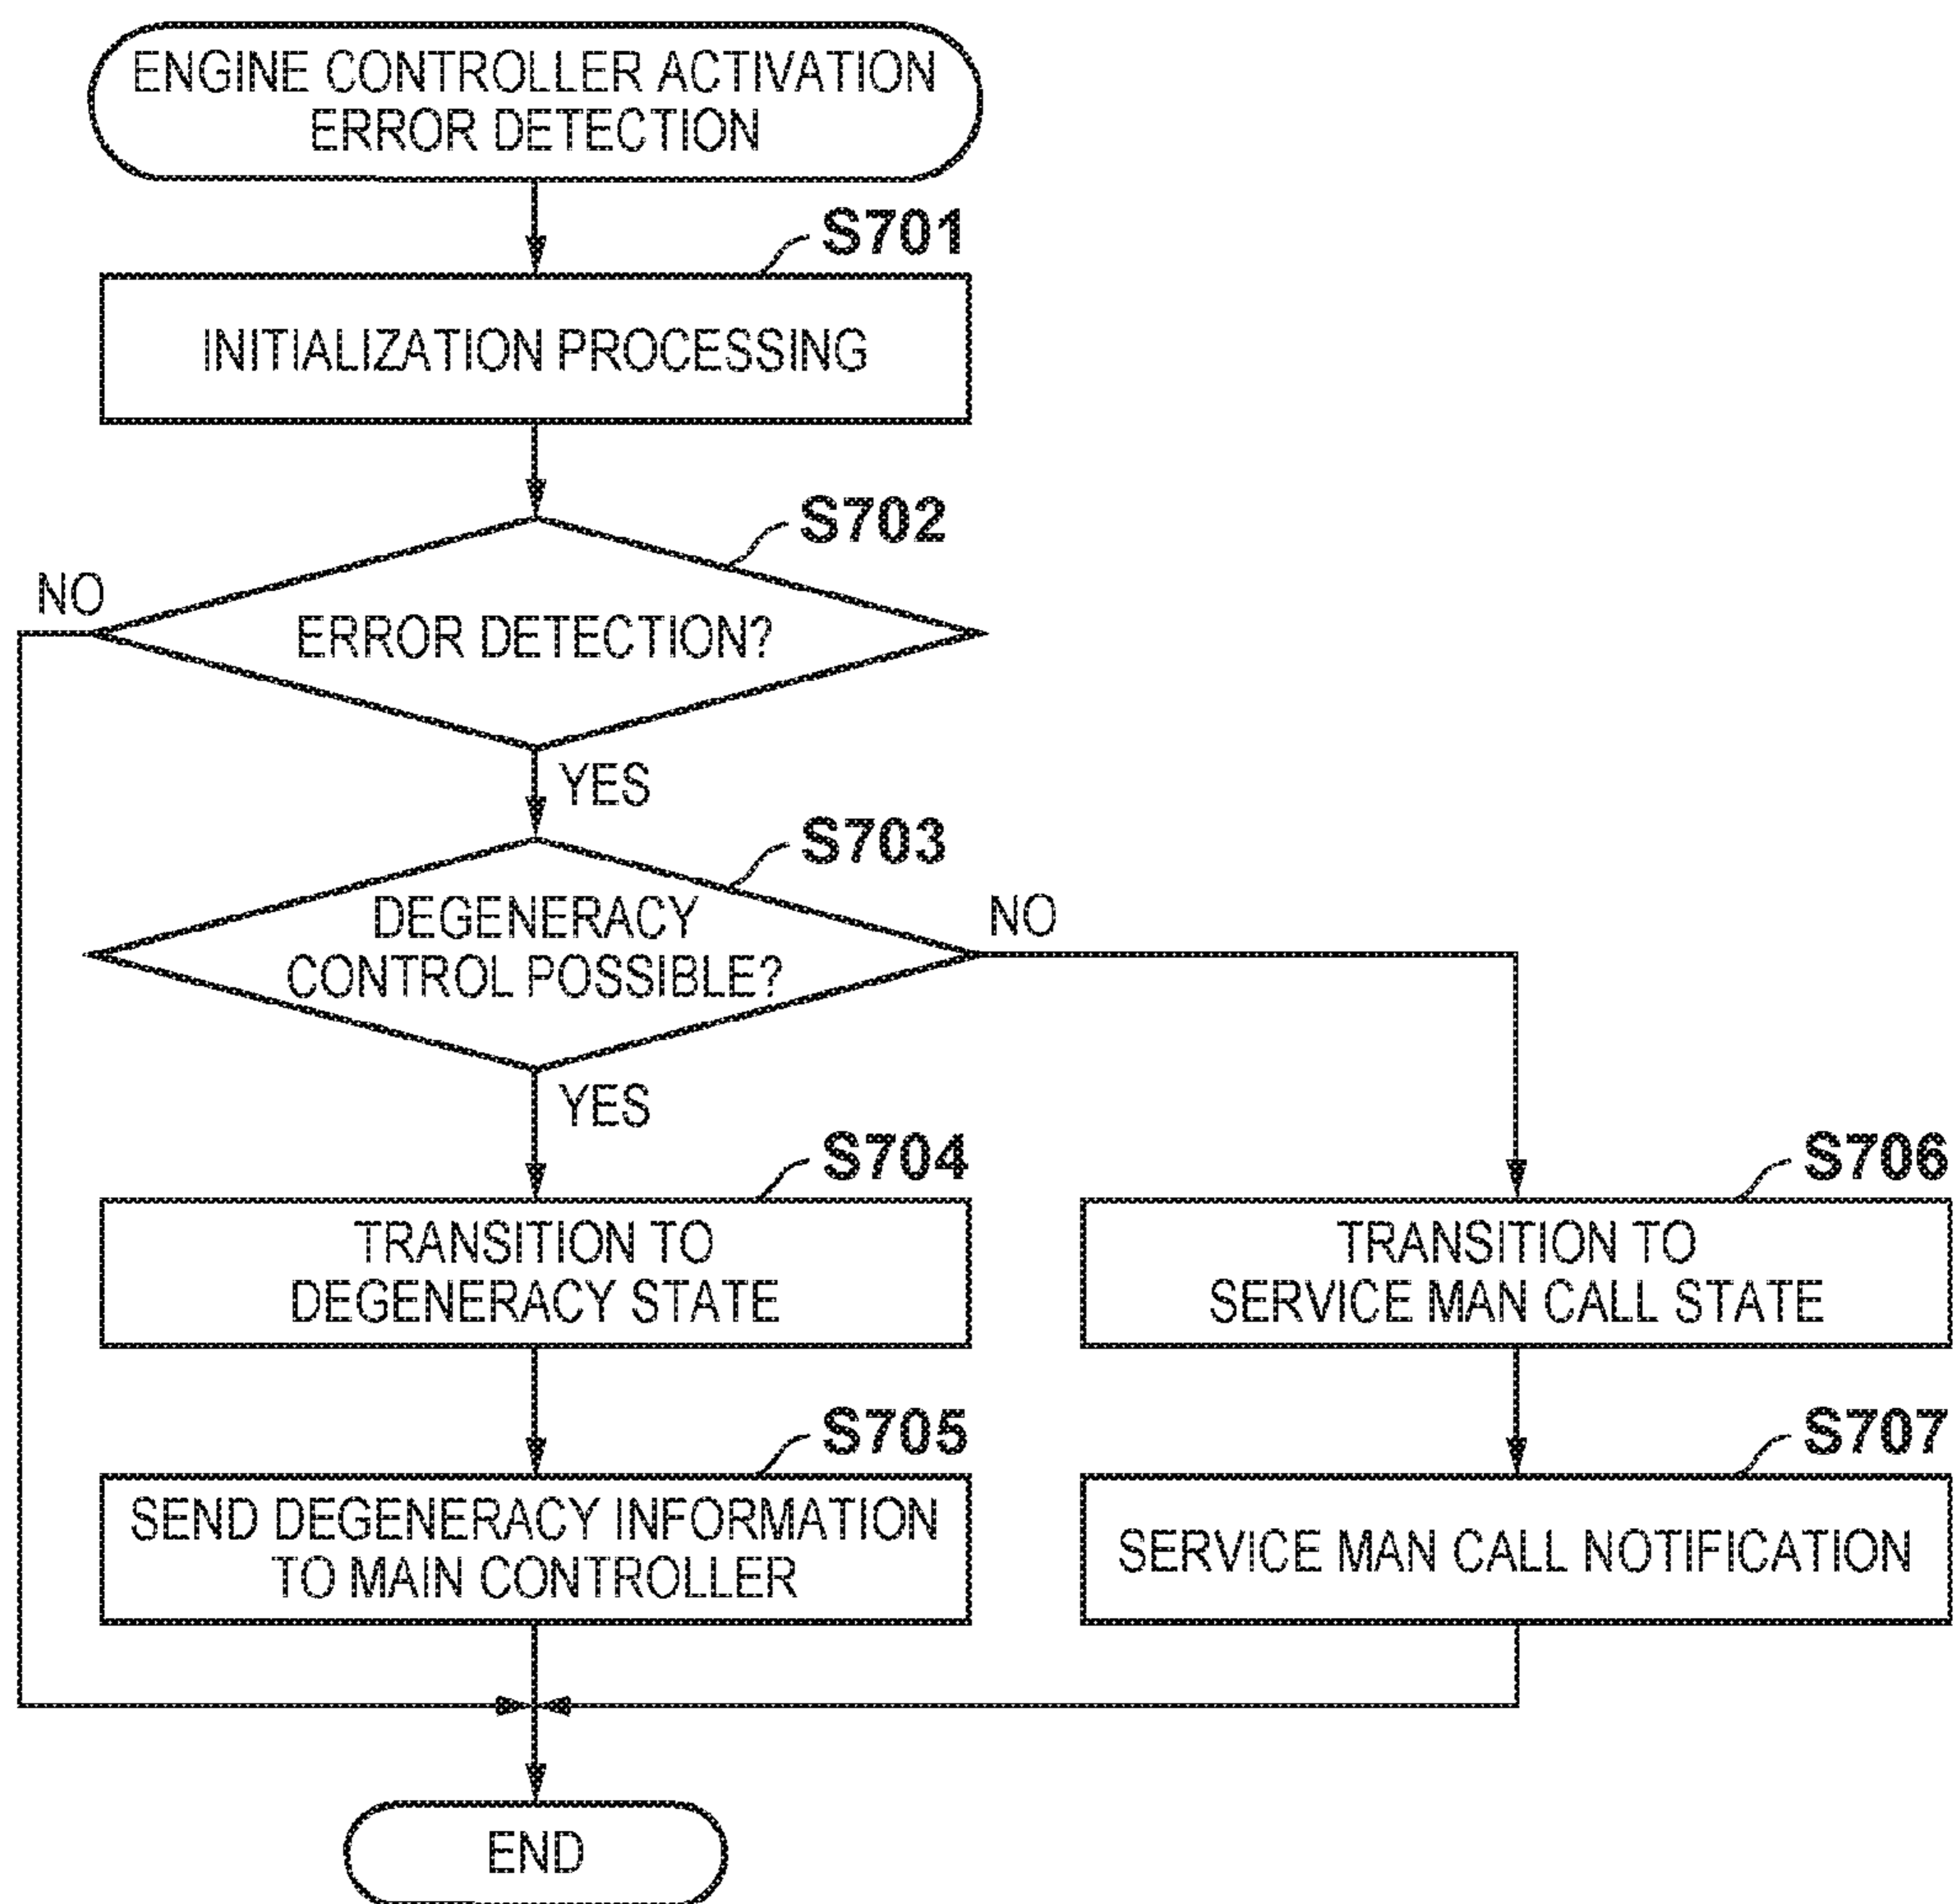 ENGINE CONTROLLER ACTIVATION
ERROR DETECTION
S701
INITIALIZATION PROCESSING
S702
NO
ERROR DETECTION?
YES
S703
DEGENERACY
CONTROL POSSIBLE?
NO
YES
S704
TRANSITION TO
DEGENERACY STATE
S706
TRANSITION TO
SERVICE MAN CALL STATE
S705
SEND DEGENERACY INFORMATION
TO MAIN CONTROLLER
S707
SERVICE MAN CALL NOTIFICATION
END